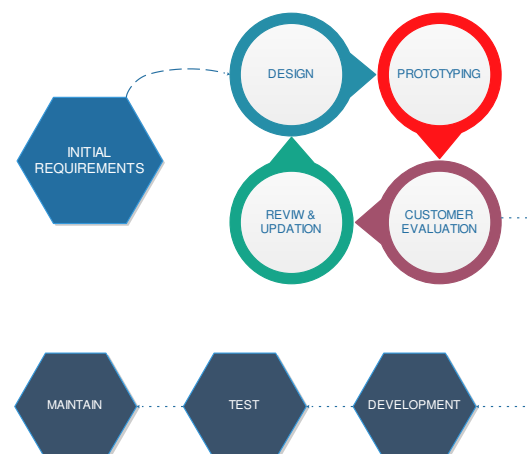 DESIGN
PROTOTYPING
INITIAL
REQUIREMENTS
REVIW &
UPDATION
CUSTOMER
EVALUATION
MAINTAIN
TEST
DEVELOPMENT